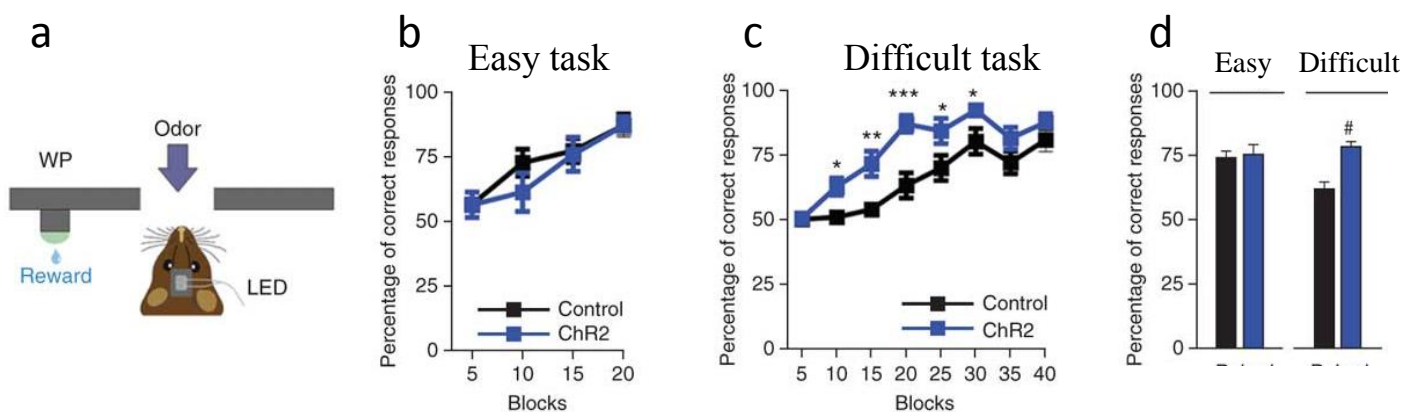 a
Odor
WP
Reward
LED
b
Easy task
Percentage of correct responses
100
75
50
25
0
Control
ChR2
5 10 15 20
Blocks
c
Difficult task
Percentage of correct responses
100
75
50
25
0
* ** *** * *
Control
ChR2
5 10 15 20 25 30 35 40
Blocks
d
Easy Difficult
Percentage of correct responses
100
75
50
25
0
#